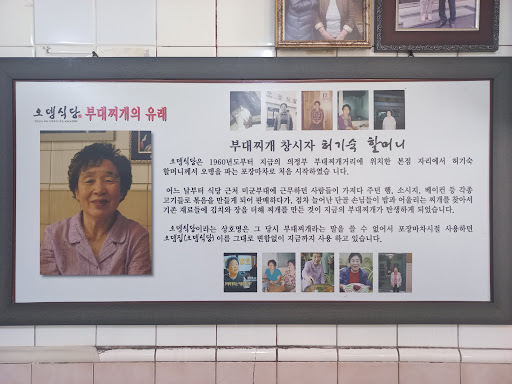 오뎅식당 부대찌개의 유래
부대찌개 창시자 허기숙 할머니
오뎅식당은 1960년도부터 지금의 의정부 부대찌개거리에 위치한 본점 자리에서 허기숙
할머니께서 오뎅을 파는 포장마차로 처음 시작하였습니다.
어느 날부터 식당 근처 미군부대에 근무하던 사람들이 가져다 주던 햄, 소시지, 베이컨 등 각종
고기들로 볶음을 만들게 되어 판매하다가, 점차 늘어난 단골 손님들이 밥과 어울리는 찌개를 찾아서
기존 재료들에 김치와 장을 더해 찌개를 만든 것이 지금의 부대찌개가 탄생하게 되었습니다.
오뎅식당이라는 상호명은 그 당시 부대찌개라는 말을 쓸 수 없어서 포장마차시절 사용하던
오뎅집(오뎅식당)이름 그대로 변함없이 지금까지 사용 하고 있습니다.